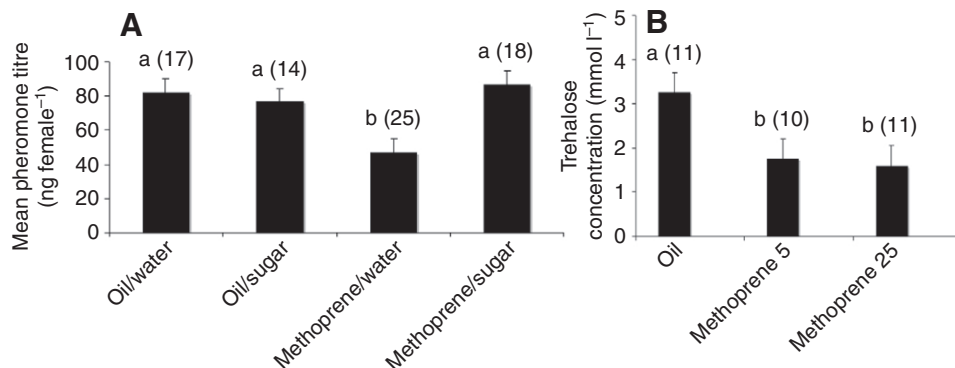 A
Mean pheromone titre
(ng female⁻¹)
100
80
60
40
20
0
a (17)
a (14)
b (25)
a (18)
Oil/water
Oil/sugar
Methoprene/water
Methoprene/sugar
B
Trehalose
concentration (mmol l⁻¹)
5
4
3
2
1
0
a (11)
b (10)
b (11)
Oil
Methoprene 5
Methoprene 25